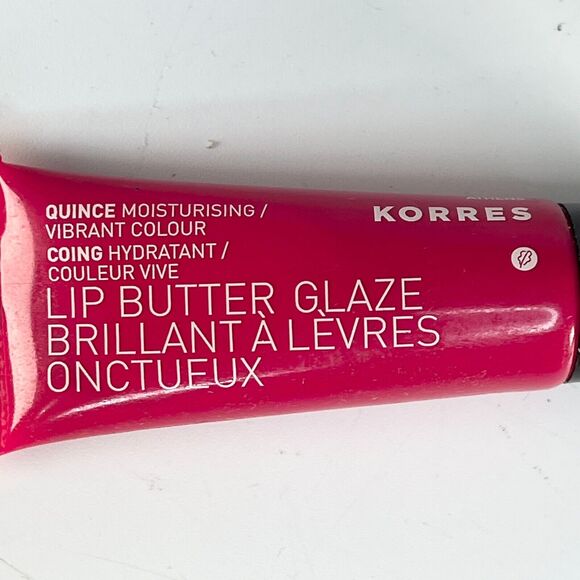 QUINCE MOISTURISING /
VIBRANT COLOUR
COING HYDRATANT /
COULEUR VIVE
LIP BUTTER GLAZE
BRILLANT À LÈVRES
ONCTUEUX
KORRES